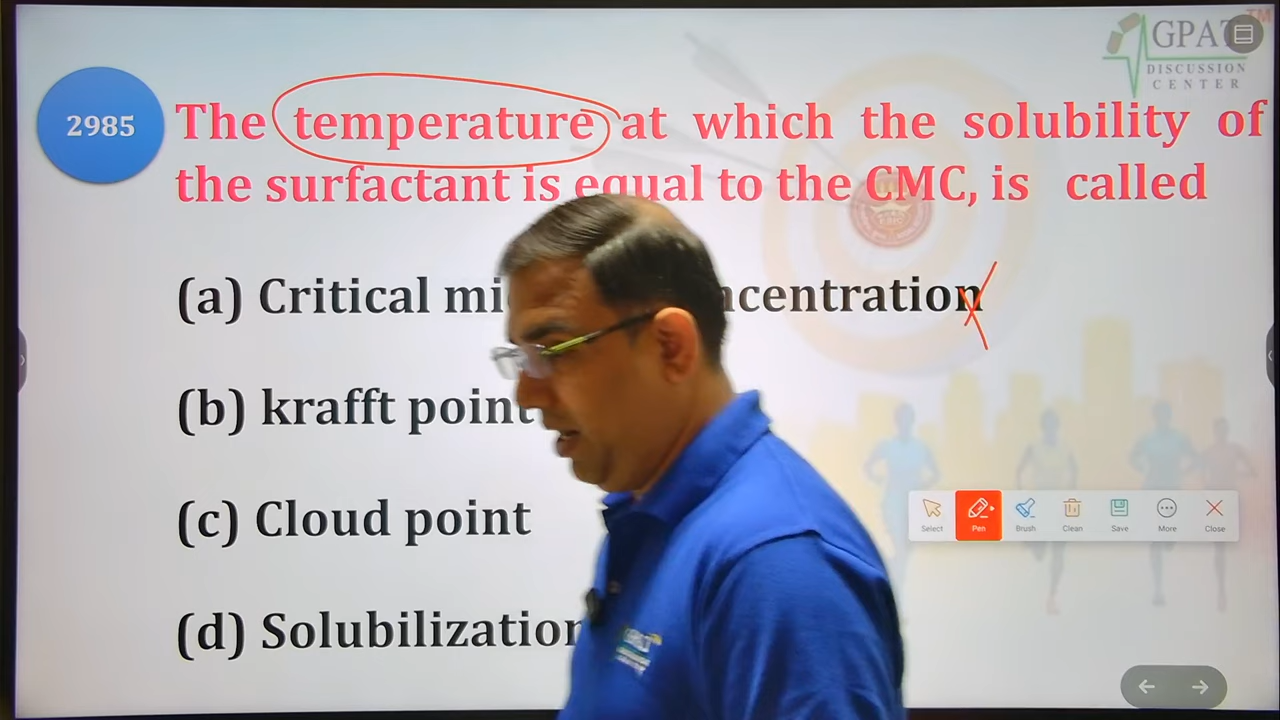 GPAT
TM
DISCUSSION
CENTER
2985
The temperature at which the solubility of
the surfactant is equal to the CMC, is called
(a) Critical mi ncentration
(b) krafft point
(c) Cloud point
(d) Solubilization
Select Pen Brush Clean Save More Close